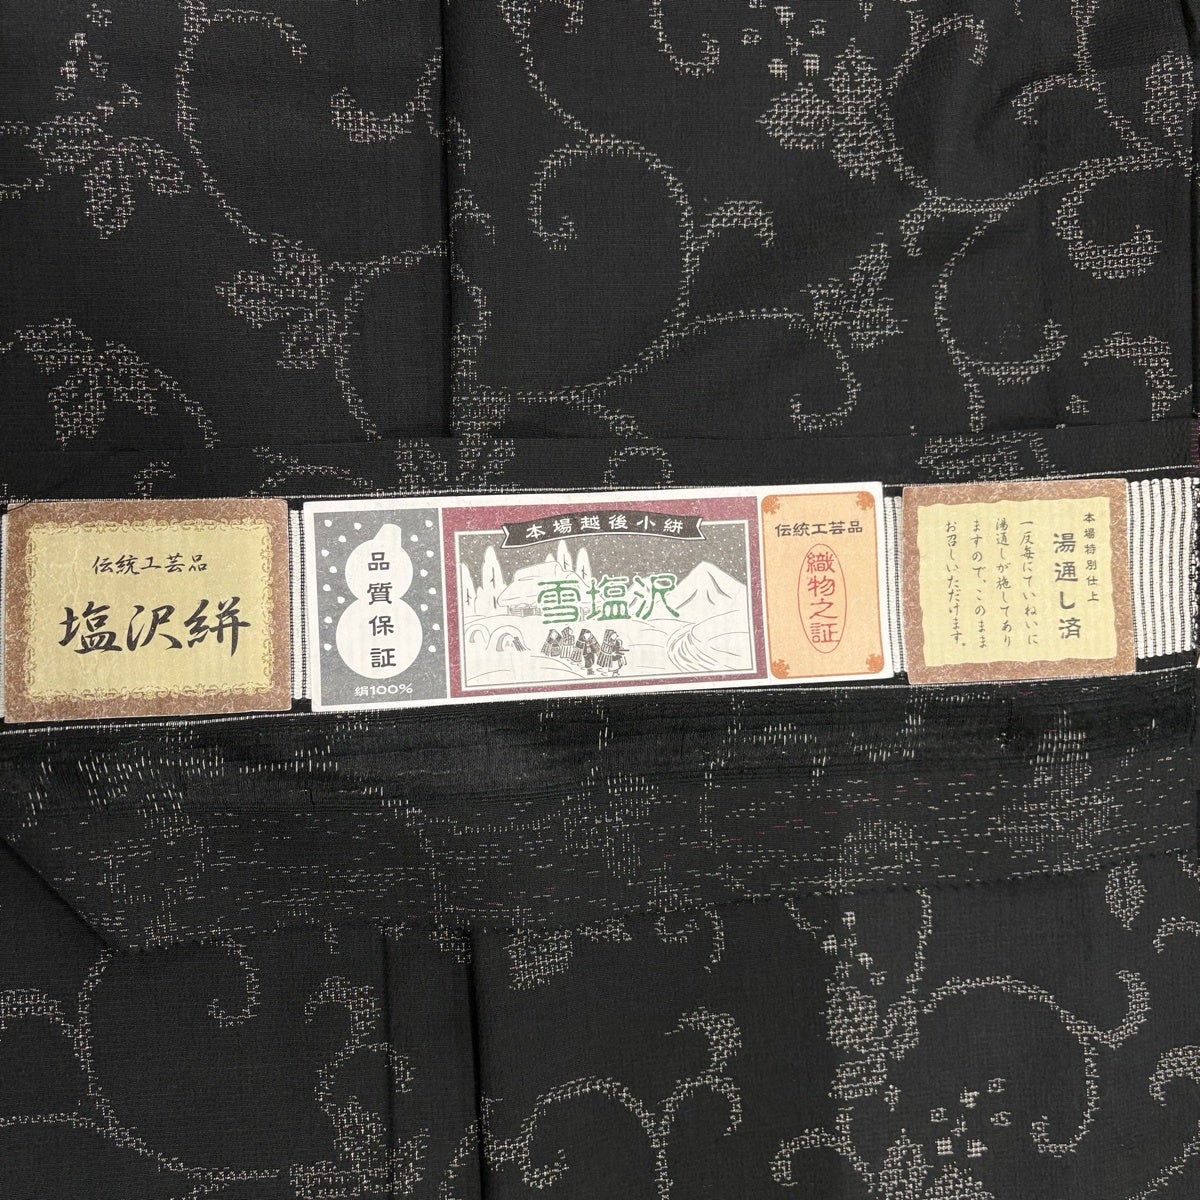 伝統工芸品
塩沢絣
品質保証
絹100%
本場越後小絣
雪塩沢
伝統工芸品
織物之証
本場特別仕上
湯通し済
一反毎にていねいに
湯通しが施してあり
ますので、このまま
お召しいただけます。